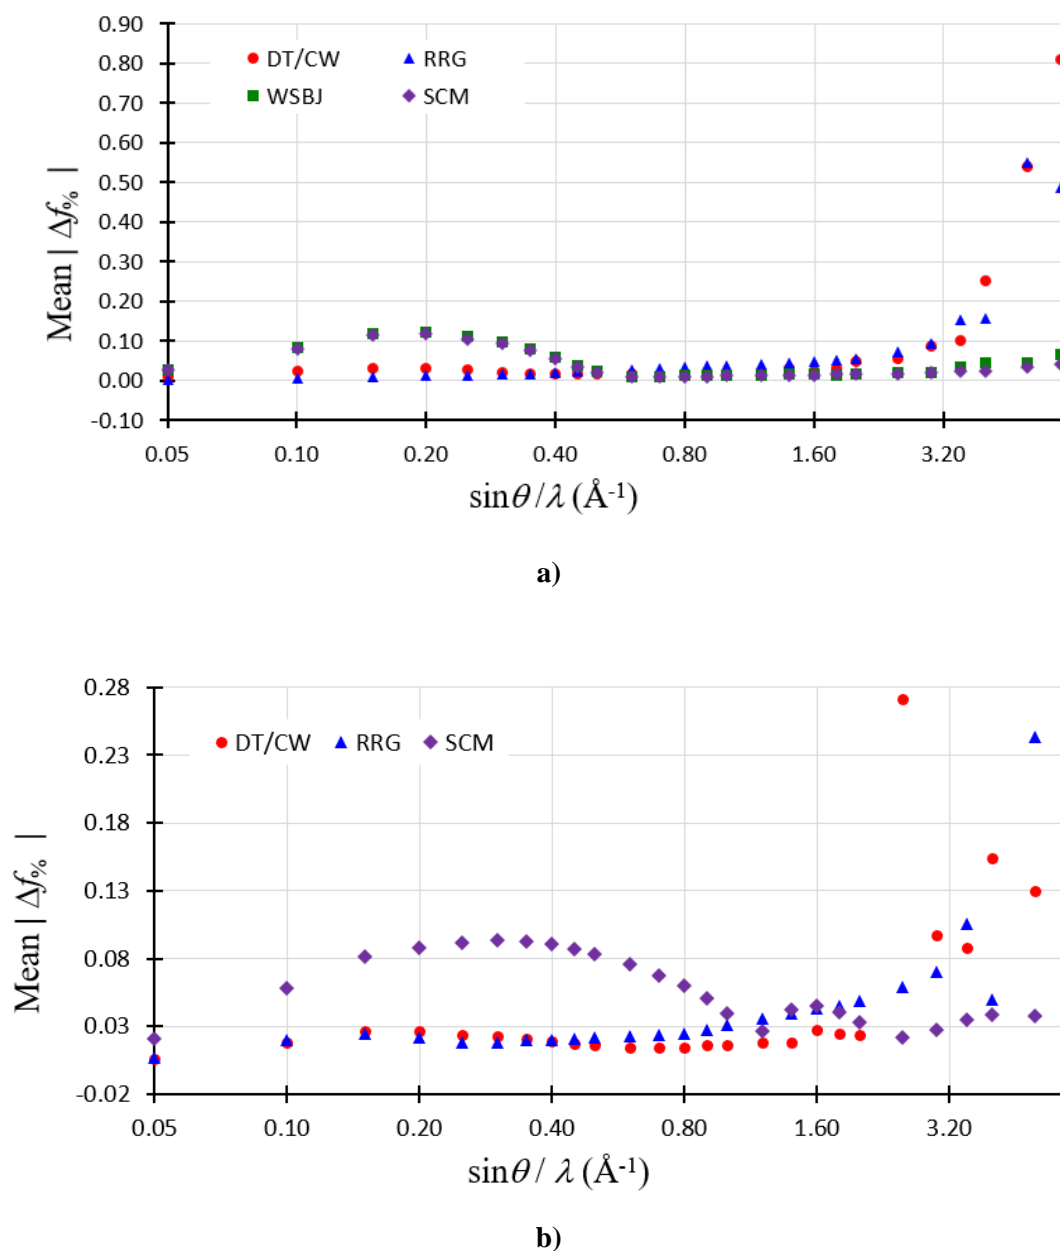 0.90
0.80
0.70
0.60
0.50
0.40
0.30
0.20
0.10
0.00
-0.10
DT/CW RRG
WSBJ SCM
Mean | Δf% |
0.05 0.10 0.20 0.40 0.80 1.60 3.20
sinθ/λ (Å-1)
a)
0.28
0.23
0.18
0.13
0.08
0.03
-0.02
DT/CW RRG SCM
Mean | Δf% |
0.05 0.10 0.20 0.40 0.80 1.60 3.20
sinθ / λ (Å-1)
b)